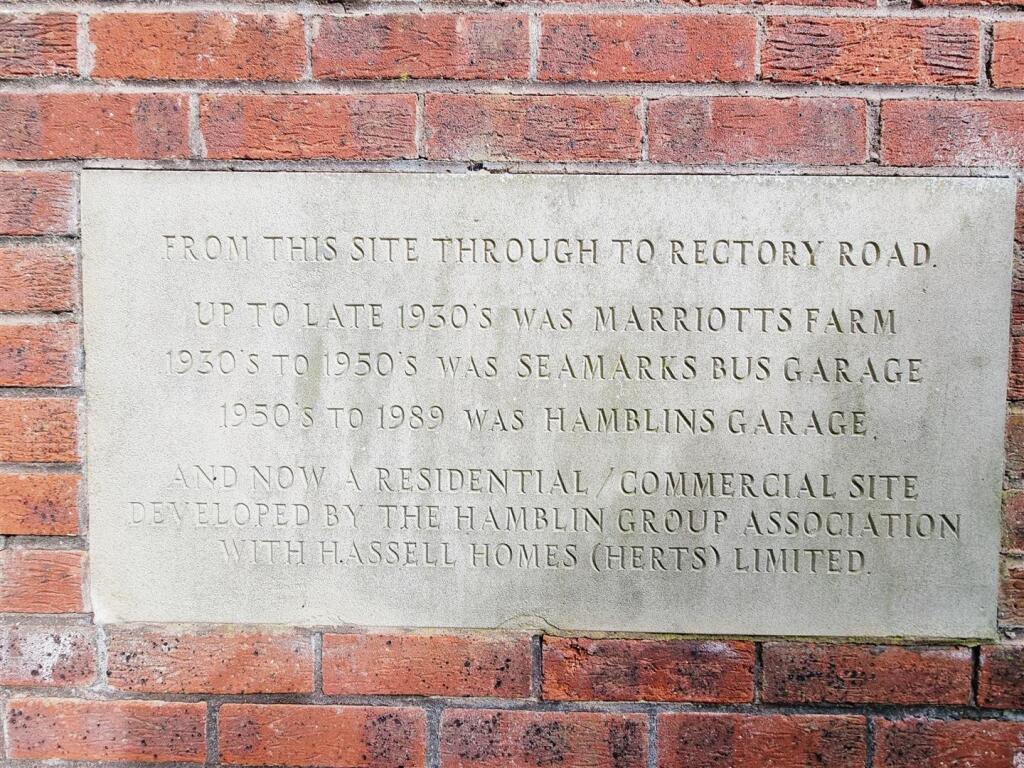 FROM THIS SITE THROUGH TO RECTORY ROAD.
UP TO LATE 1930'S WAS MARRIOTTS FARM
1930'S TO 1950'S WAS SEAMARKS BUS GARAGE
1950'S TO 1989 WAS HAMBLINS GARAGE.
AND NOW A RESIDENTIAL / COMMERCIAL SITE
DEVELOPED BY THE HAMBLIN GROUP ASSOCIATION
WITH HASSELL HOMES (HERTS) LIMITED.